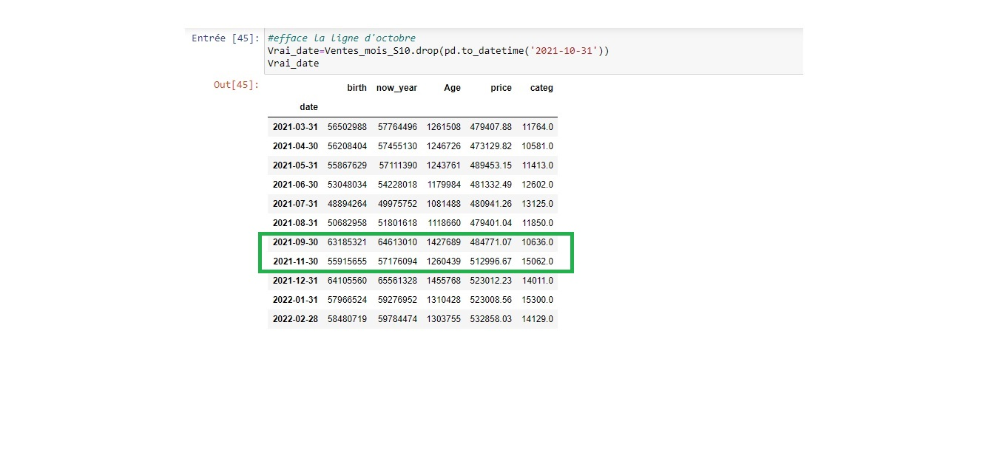 Entrée [45]: #efface la ligne d'octobre
Vrai_date=Ventes_mois_S10.drop(pd.to_datetime('2021-10-31'))
Vrai_date
Out[45]:
birth now_year Age price categ
date
2021-03-31 56502988 57764496 1261508 479407.88 11764.0
2021-04-30 56208404 57455130 1246726 473129.82 10581.0
2021-05-31 55867629 57111390 1243761 489453.15 11413.0
2021-06-30 53048034 54228018 1179984 481332.49 12602.0
2021-07-31 48894264 49975752 1081488 480941.26 13125.0
2021-08-31 50682958 51801618 1118660 479401.04 11850.0
2021-09-30 63185321 64613010 1427689 484771.07 10636.0
2021-11-30 55915655 57176094 1260439 512996.67 15062.0
2021-12-31 64105560 65561328 1455768 523012.23 14011.0
2022-01-31 57966524 59276952 1310428 523008.56 15300.0
2022-02-28 58480719 59784474 1303755 532858.03 14129.0